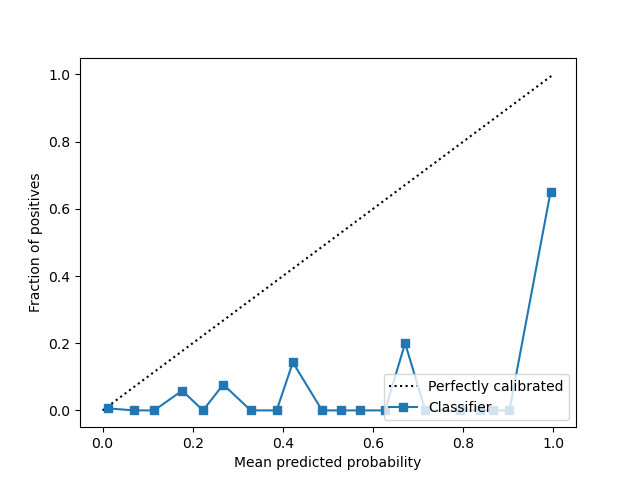 1.0
0.8
0.6
0.4
0.2
0.0
Fraction of positives
Perfectly calibrated
Classifier
0.0 0.2 0.4 0.6 0.8 1.0
Mean predicted probability